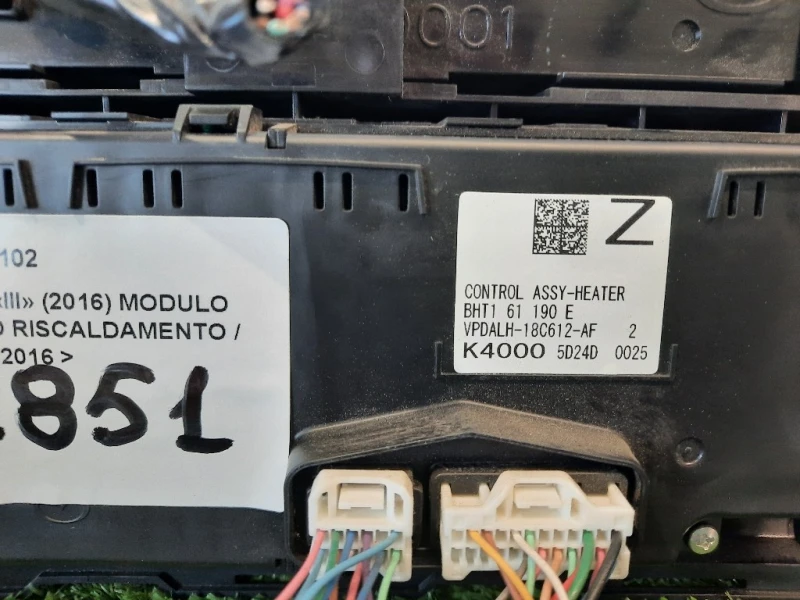 0001
102
III» (2016) MODULO
RISCALDAMENTO /
2016 >
851
Z
CONTROL ASSY-HEATER
BHT1 61 190 E
VPDALH-18C612-AF 2
K4000 5D24D 0025